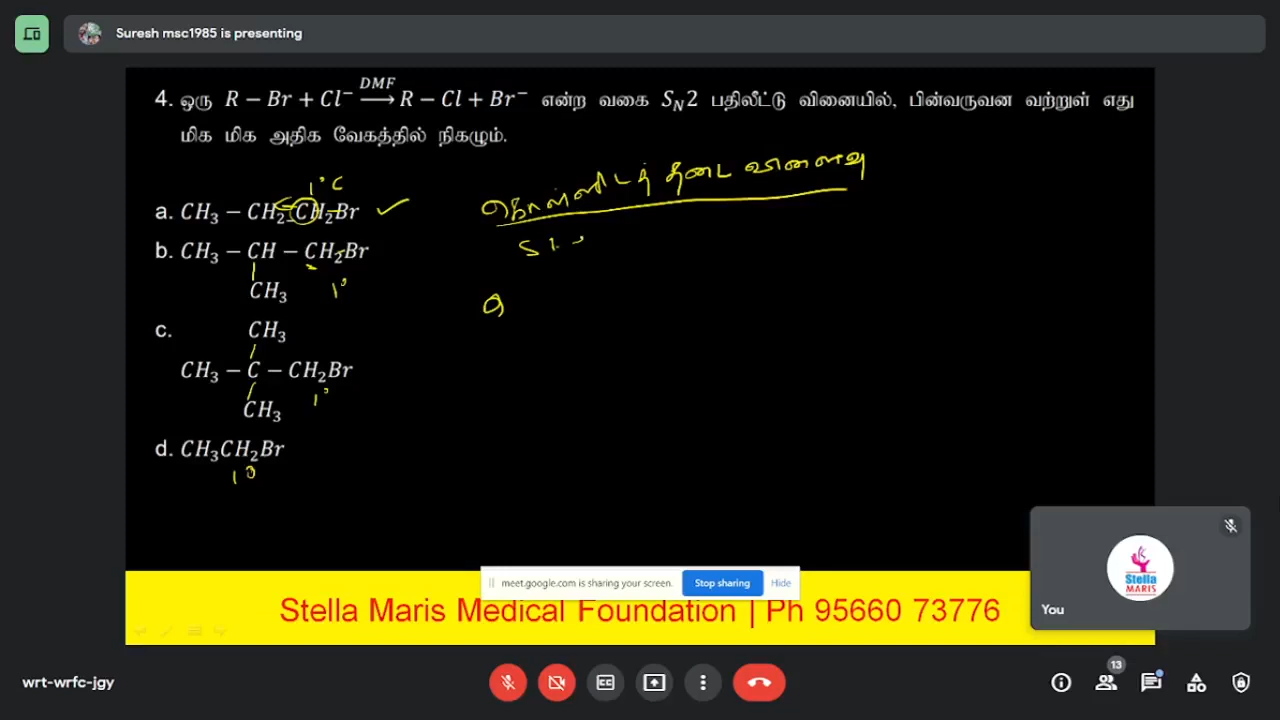 Suresh msc1985 is presenting
4. ஒரு R − Br + Cl⁻ —DMF→ R − Cl + Br⁻ என்ற வகை S_N2 பதிலீட்டு வினையில், பின்வருவன வற்றுள் எது
மிக மிக அதிக வேகத்தில் நிகழும்.
1°C
a. CH₃ − CH₂ − CH₂Br ✓
தடை விளைவு
b. CH₃ − CH − CH₂Br
CH₃ 1°
c. CH₃
CH₃ − C − CH₂Br
1°
CH₃
d. CH₃CH₂Br
1°
meet.google.com is sharing your screen. Stop sharing Hide
Stella Maris Medical Foundation | Ph 95660 73776
Stella
MARIS
You
wrt-wrfc-jgy
13